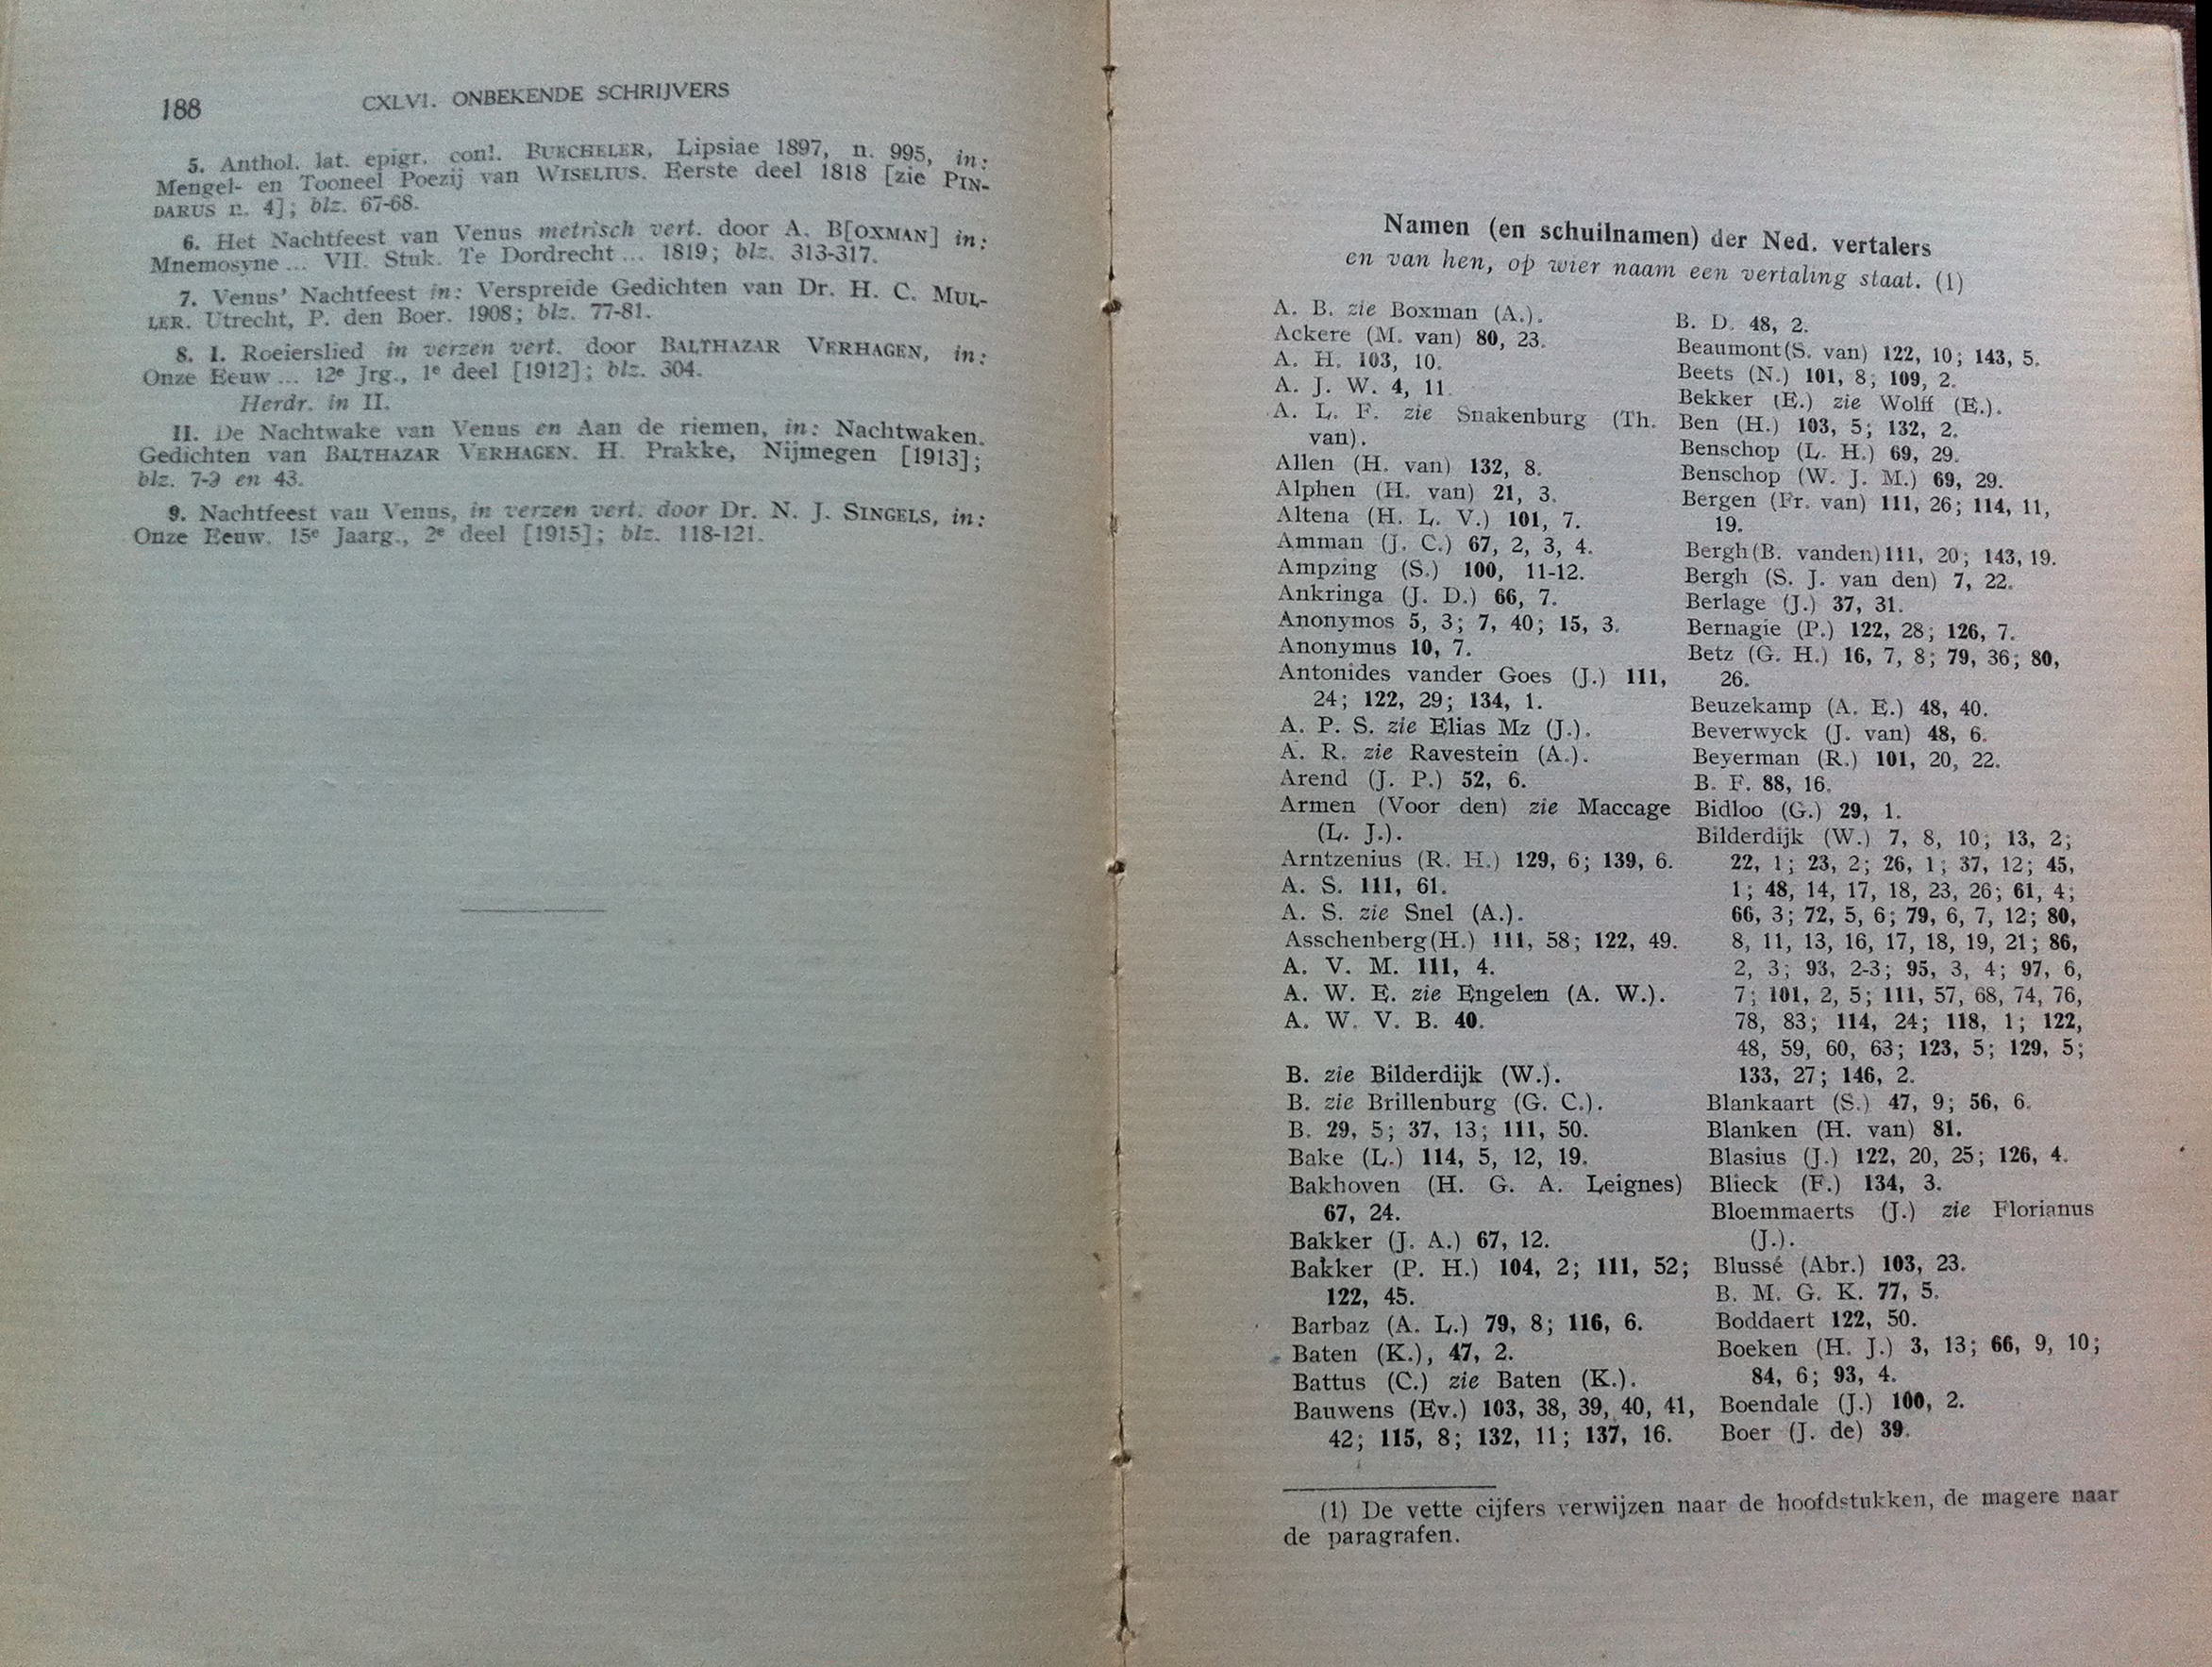 188
CXLVI. ONBEKENDE SCHRIJVERS
5. Anthol. lat. epigr. conl. BUECHELER, Lipsiae 1897, n. 995, in:
Mengel- en Tooneel Poezij van WISELIUS. Eerste deel 1818 [zie PIN-
DARUS n. 4]; blz. 67-68.
6. Het Nachtfeest van Venus metrisch vert. door A. B[OXMAN] in:
Mnemosyne ... VII. Stuk. Te Dordrecht ... 1819; blz. 313-317.
7. Venus' Nachtfeest in: Verspreide Gedichten van Dr. H. C. MUL-
LER. Utrecht, P. den Boer. 1908; blz. 77-81.
8. I. Roeierslied in verzen vert. door BALTHAZAR VERHAGEN, in:
Onze Eeuw ... 12e Jrg., 1e deel [1912]; blz. 304.
Herdr. in II.
II. De Nachtwake van Venus en Aan de riemen, in: Nachtwaken.
Gedichten van BALTHAZAR VERHAGEN. H. Prakke, Nijmegen [1913];
blz. 7-9 en 43.
9. Nachtfeest van Venus, in verzen vert. door Dr. N. J. SINGELS, in:
Onze Eeuw. 15e Jaarg., 2e deel [1915]; blz. 118-121.
Namen (en schuilnamen) der Ned. vertalers
en van hen, op wier naam een vertaling staat. (1)
A. B. zie Boxman (A.).
Ackere (M. van) 80, 23.
A. H. 103, 10.
A. J. W. 4, 11.
A. L. F. zie Snakenburg (Th.
van).
Allen (H. van) 132, 8.
Alphen (H. van) 21, 3.
Altena (H. L. V.) 101, 7.
Amman (J. C.) 67, 2, 3, 4.
Ampzing (S.) 100, 11-12.
Ankringa (J. D.) 66, 7.
Anonymos 5, 3; 7, 40; 15, 3.
Anonymus 10, 7.
Antonides vander Goes (J.) 111,
24; 122, 29; 134, 1.
A. P. S. zie Elias Mz (J.).
A. R. zie Ravestein (A.).
Arend (J. P.) 52, 6.
Armen (Voor den) zie Maccage
(L. J.).
Arntzenius (R. H.) 129, 6; 139, 6.
A. S. 111, 61.
A. S. zie Snel (A.).
Asschenberg (H.) 111, 58; 122, 49.
A. V. M. 111, 4.
A. W. E. zie Engelen (A. W.).
A. W. V. B. 40.
B. zie Bilderdijk (W.).
B. zie Brillenburg (G. C.).
B. 29, 5; 37, 13; 111, 50.
Bake (L.) 114, 5, 12, 19.
Bakhoven (H. G. A. Leignes)
67, 24.
Bakker (J. A.) 67, 12.
Bakker (P. H.) 104, 2; 111, 52;
122, 45.
Barbaz (A. L.) 79, 8; 116, 6.
Baten (K.), 47, 2.
Battus (C.) zie Baten (K.).
Bauwens (Ev.) 103, 38, 39, 40, 41,
42; 115, 8; 132, 11; 137, 16.
B. D. 48, 2.
Beaumont (S. van) 122, 10; 143, 5.
Beets (N.) 101, 8; 109, 2.
Bekker (E.) zie Wolff (E.).
Ben (H.) 103, 5; 132, 2.
Benschop (L. H.) 69, 29.
Benschop (W. J. M.) 69, 29.
Bergen (Fr. van) 111, 26; 114, 11,
19.
Bergh (B. vanden) 111, 20; 143, 19.
Bergh (S. J. van den) 7, 22.
Berlage (J.) 37, 31.
Bernagie (P.) 122, 28; 126, 7.
Betz (G. H.) 16, 7, 8; 79, 36; 80,
26.
Beuzekamp (A. E.) 48, 40.
Beverwyck (J. van) 48, 6.
Beyerman (R.) 101, 20, 22.
B. F. 88, 16.
Bidloo (G.) 29, 1.
Bilderdijk (W.) 7, 8, 10; 13, 2;
22, 1; 23, 2; 26, 1; 37, 12; 45,
1; 48, 14, 17, 18, 23, 26; 61, 4;
66, 3; 72, 5, 6; 79, 6, 7, 12; 80,
8, 11, 13, 16, 17, 18, 19, 21; 86,
2, 3; 93, 2-3; 95, 3, 4; 97, 6,
7; 101, 2, 5; 111, 57, 68, 74, 76,
78, 83; 114, 24; 118, 1; 122,
48, 59, 60, 63; 123, 5; 129, 5;
133, 27; 146, 2.
Blankaart (S.) 47, 9; 56, 6.
Blanken (H. van) 81.
Blasius (J.) 122, 20, 25; 126, 4.
Blieck (F.) 134, 3.
Bloemmaerts (J.) zie Florianus
(J.).
Blussé (Abr.) 103, 23.
B. M. G. K. 77, 5.
Boddaert 122, 50.
Boeken (H. J.) 3, 13; 66, 9, 10;
84, 6; 93, 4.
Boendale (J.) 100, 2.
Boer (J. de) 39.
(1) De vette cijfers verwijzen naar de hoofdstukken, de magere naar
de paragrafen.